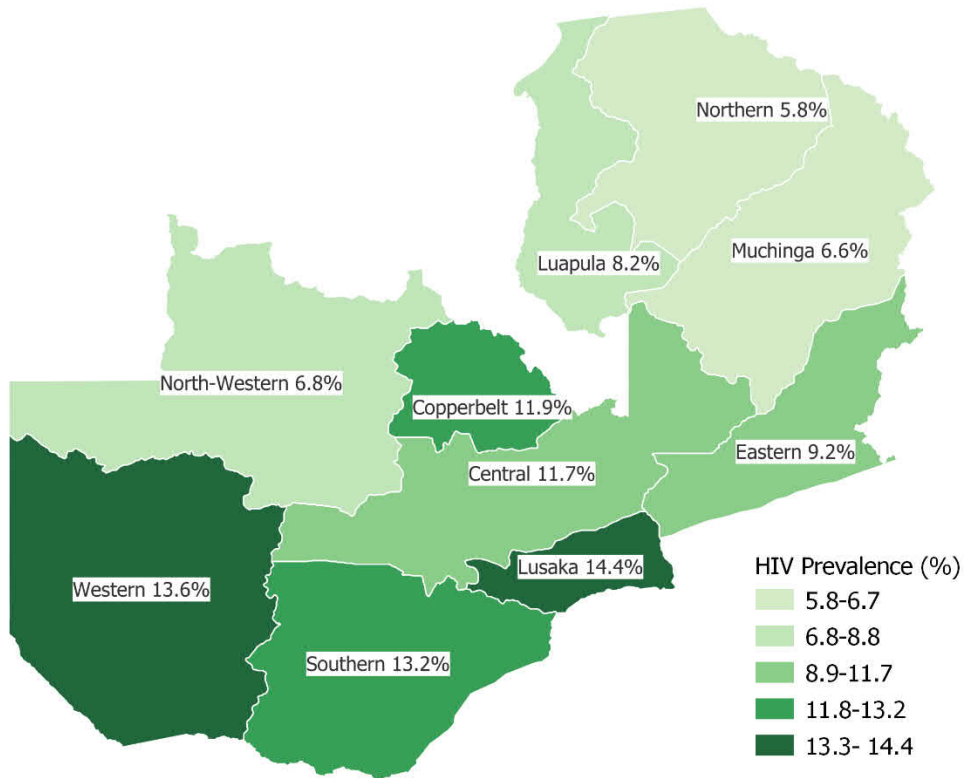 Northern 5.8%
Muchinga 6.6%
Luapula 8.2%
North-Western 6.8%
Copperbelt 11.9%
Eastern 9.2%
Central 11.7%
Lusaka 14.4%
Western 13.6%
Southern 13.2%
HIV Prevalence (%)
5.8-6.7
6.8-8.8
8.9-11.7
11.8-13.2
13.3- 14.4